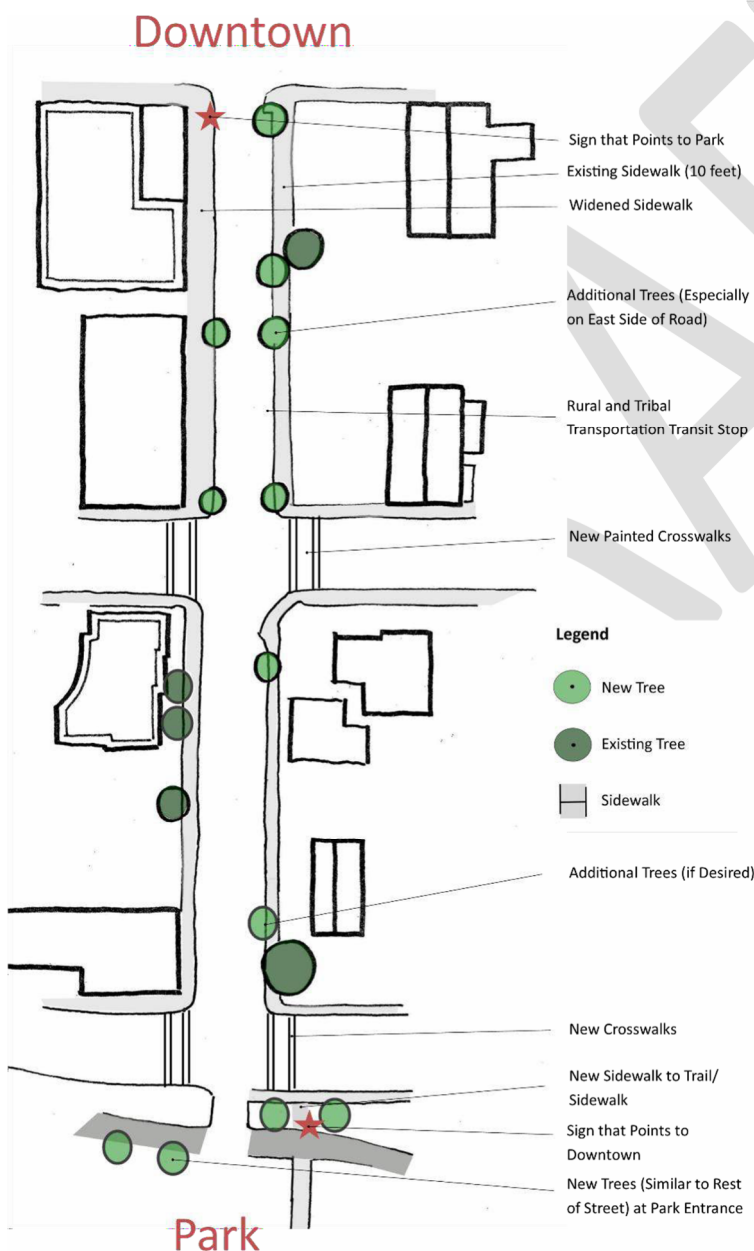 Downtown
Sign that Points to Park
Existing Sidewalk (10 feet)
Widened Sidewalk
Additional Trees (Especially
on East Side of Road)
Rural and Tribal
Transportation Transit Stop
New Painted Crosswalks
Legend
New Tree
Existing Tree
Sidewalk
Additional Trees (if Desired)
New Crosswalks
New Sidewalk to Trail/
Sidewalk
Sign that Points to
Downtown
New Trees (Similar to Rest
of Street) at Park Entrance
Park